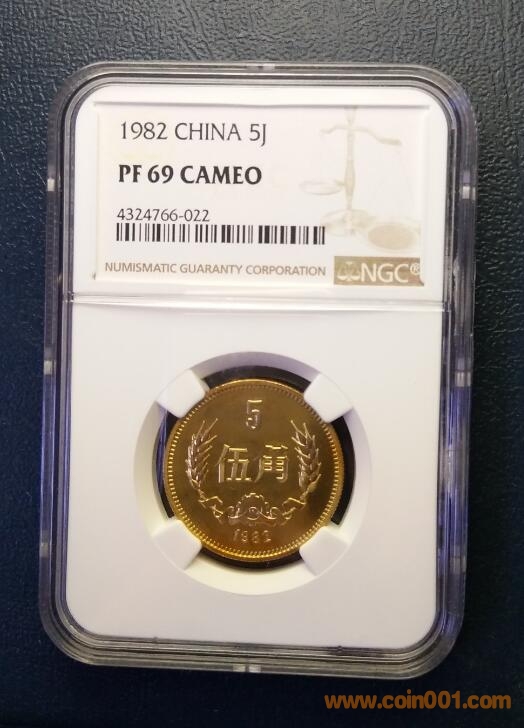 1982 CHINA 5J
PF 69 CAMEO
4324766-022
NUMISMATIC GUARANTY CORPORATION
NGC®
5
伍角
1982
www.coin001.com